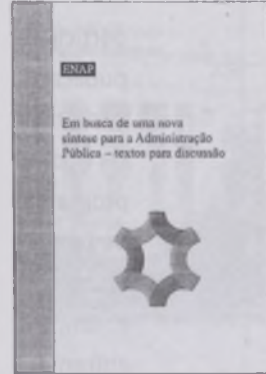 ENAP
Em busca de uma nova
síntese para a Administração
Pública – textos para discussão